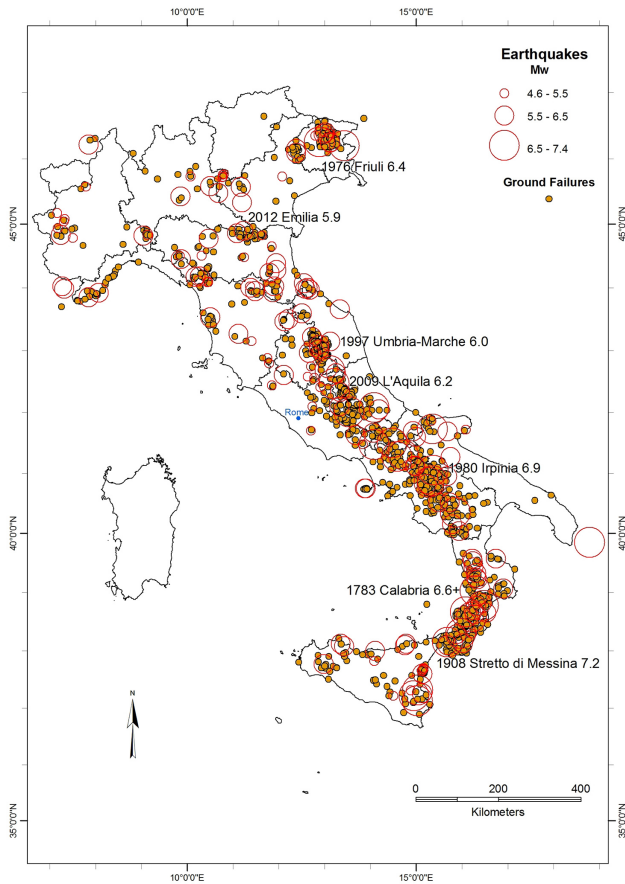 10°0'0"E 15°0'0"E
Earthquakes
Mw
4.6 - 5.5
5.5 - 6.5
6.5 - 7.4
Ground Failures
1976 Friuli 6.4
2012 Emilia 5.9
45°0'0"N 45°0'0"N
1997 Umbria-Marche 6.0
2009 L'Aquila 6.2
Rome
1980 Irpinia 6.9
40°0'0"N 40°0'0"N
1783 Calabria 6.6+
1908 Stretto di Messina 7.2
N
0 200 400
Kilometers
35°0'0"N 35°0'0"N
10°0'0"E 15°0'0"E